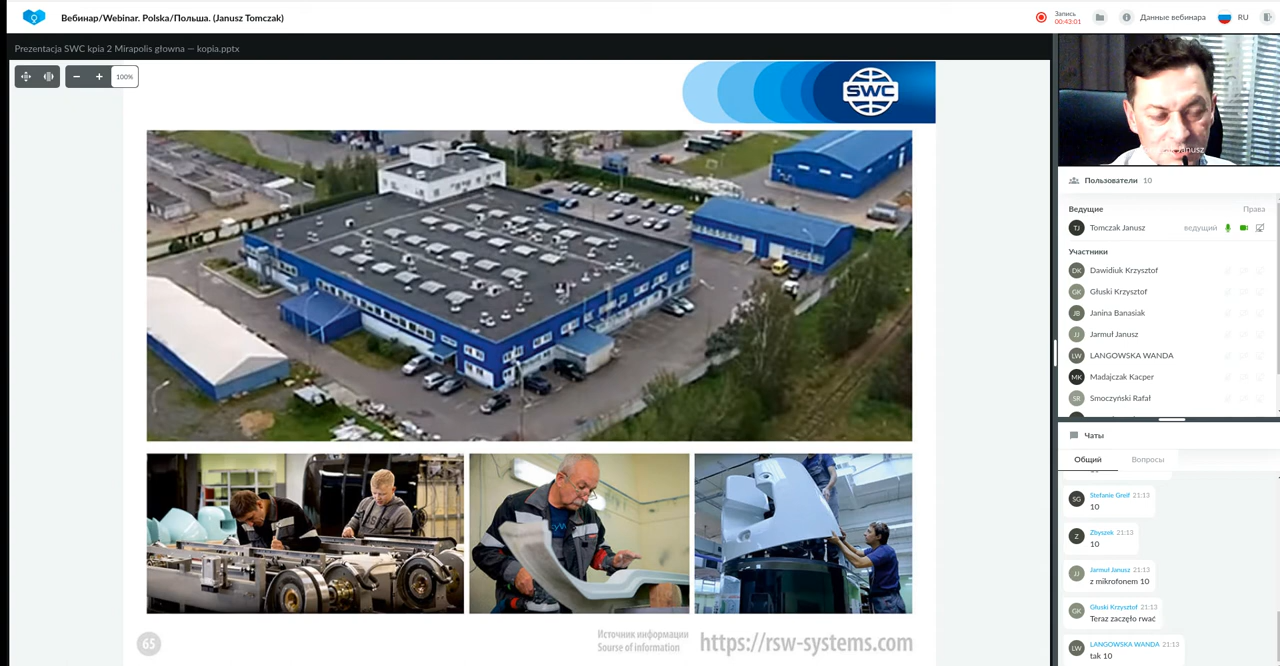 Вебинар/Webinar. Polska/Польша. (Janusz Tomczak)
Запись
00:43:01
Данные вебинара
RU
Prezentacja SWC kpia 2 Mirapolis głowna — kopia.pptx
100%
SWC
65
Источник информации
Sourse of information
https://rsw-systems.com
Janusz
Пользователи 10
Ведущие Права
TJ Tomczak Janusz ведущий
Участники
DK Dawidiuk Krzysztof
GK Głuski Krzysztof
JB Janina Banasiak
JJ Jarmuł Janusz
LW LANGOWSKA WANDA
MK Madajczak Kacper
SR Smoczyński Rafał
Чаты
Общий Вопросы
SG Stefanie Greif 21:13
10
Z Zbyszek 21:13
10
JJ Jarmuł Janusz 21:13
z mikrofonem 10
GK Głuski Krzysztof 21:13
Teraz zaczęło rwać
LW LANGOWSKA WANDA 21:13
tak 10